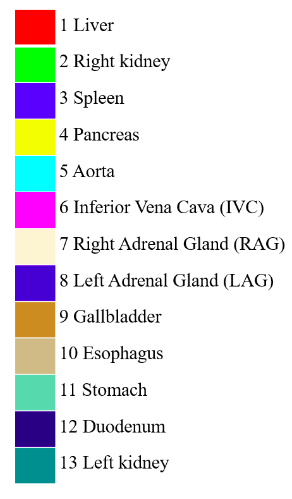 1 Liver
2 Right kidney
3 Spleen
4 Pancreas
5 Aorta
6 Inferior Vena Cava (IVC)
7 Right Adrenal Gland (RAG)
8 Left Adrenal Gland (LAG)
9 Gallbladder
10 Esophagus
11 Stomach
12 Duodenum
13 Left kidney